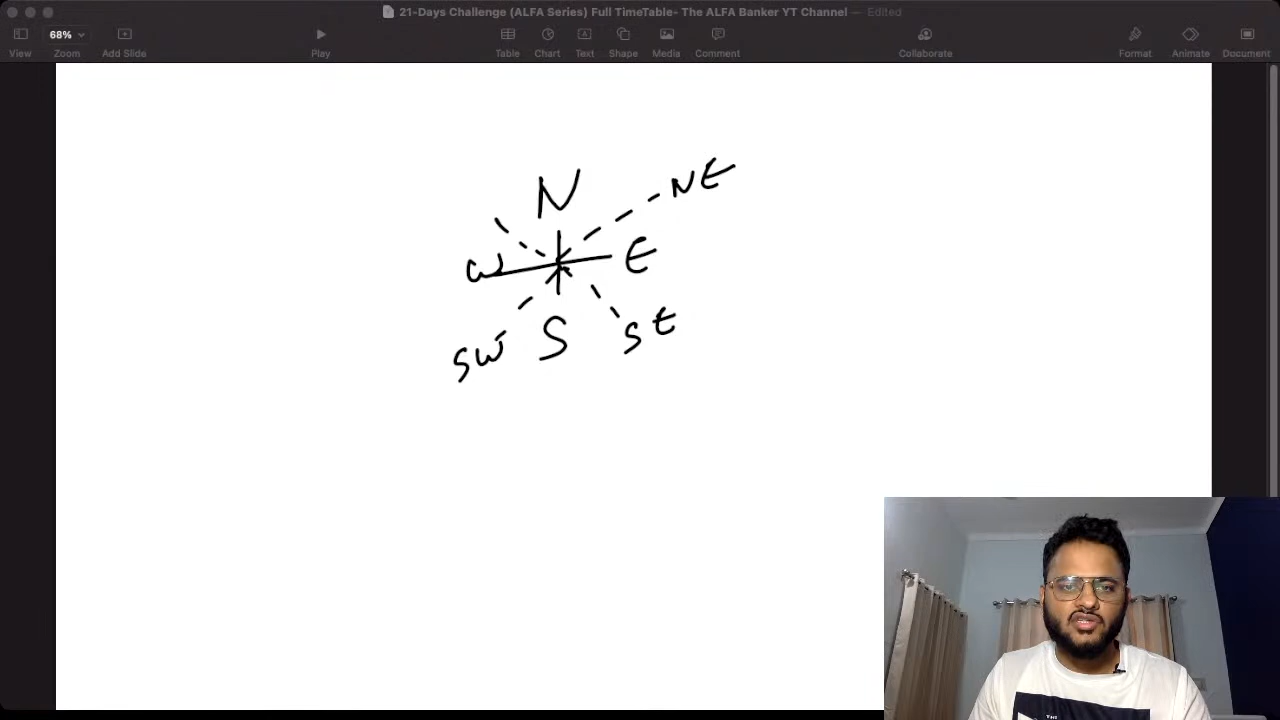 21-Days Challenge (ALFA Series) Full TimeTable- The ALFA Banker YT Channel — Edited
68%
View Zoom Add Slide Play Table Chart Text Shape Media Comment Collaborate Format Animate Document
N NE
W E
SW S SE
THE